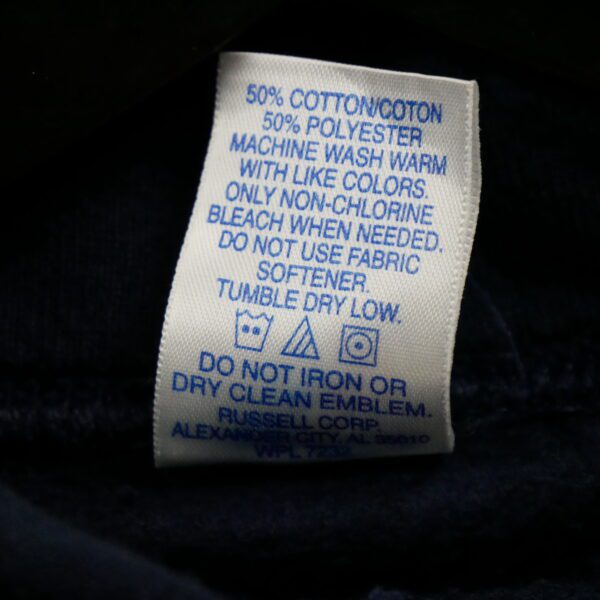 50% COTTON/COTON
50% POLYESTER
MACHINE WASH WARM
WITH LIKE COLORS.
ONLY NON-CHLORINE
BLEACH WHEN NEEDED.
DO NOT USE FABRIC
SOFTENER.
TUMBLE DRY LOW.
DO NOT IRON OR
DRY CLEAN EMBLEM.
RUSSELL CORP.
ALEXANDER CITY, AL 35010
WPL 7232